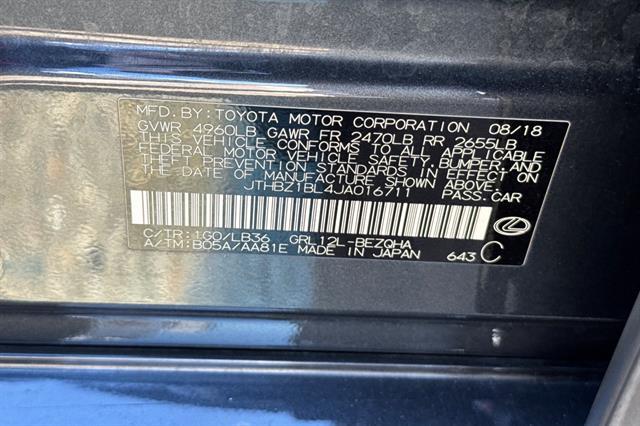 MFD.BY:TOYOTA MOTOR CORPORATION 08/18
GVWR 4960LB GAWR FR 2470LB RR 2655LB
THIS VEHICLE CONFORMS TO ALL APPLICABLE
FEDERAL MOTOR VEHICLE SAFETY, BUMPER, AND
THEFT PREVENTION STANDARDS IN EFFECT ON
THE DATE OF MANUFACTURE SHOWN ABOVE.
JTHBZ1BL4JA016711 PASS.CAR
C/TR:1G0/LB36 GRL12L-BEZQHA
A/TM:B05A/AA81E MADE IN JAPAN 643 C